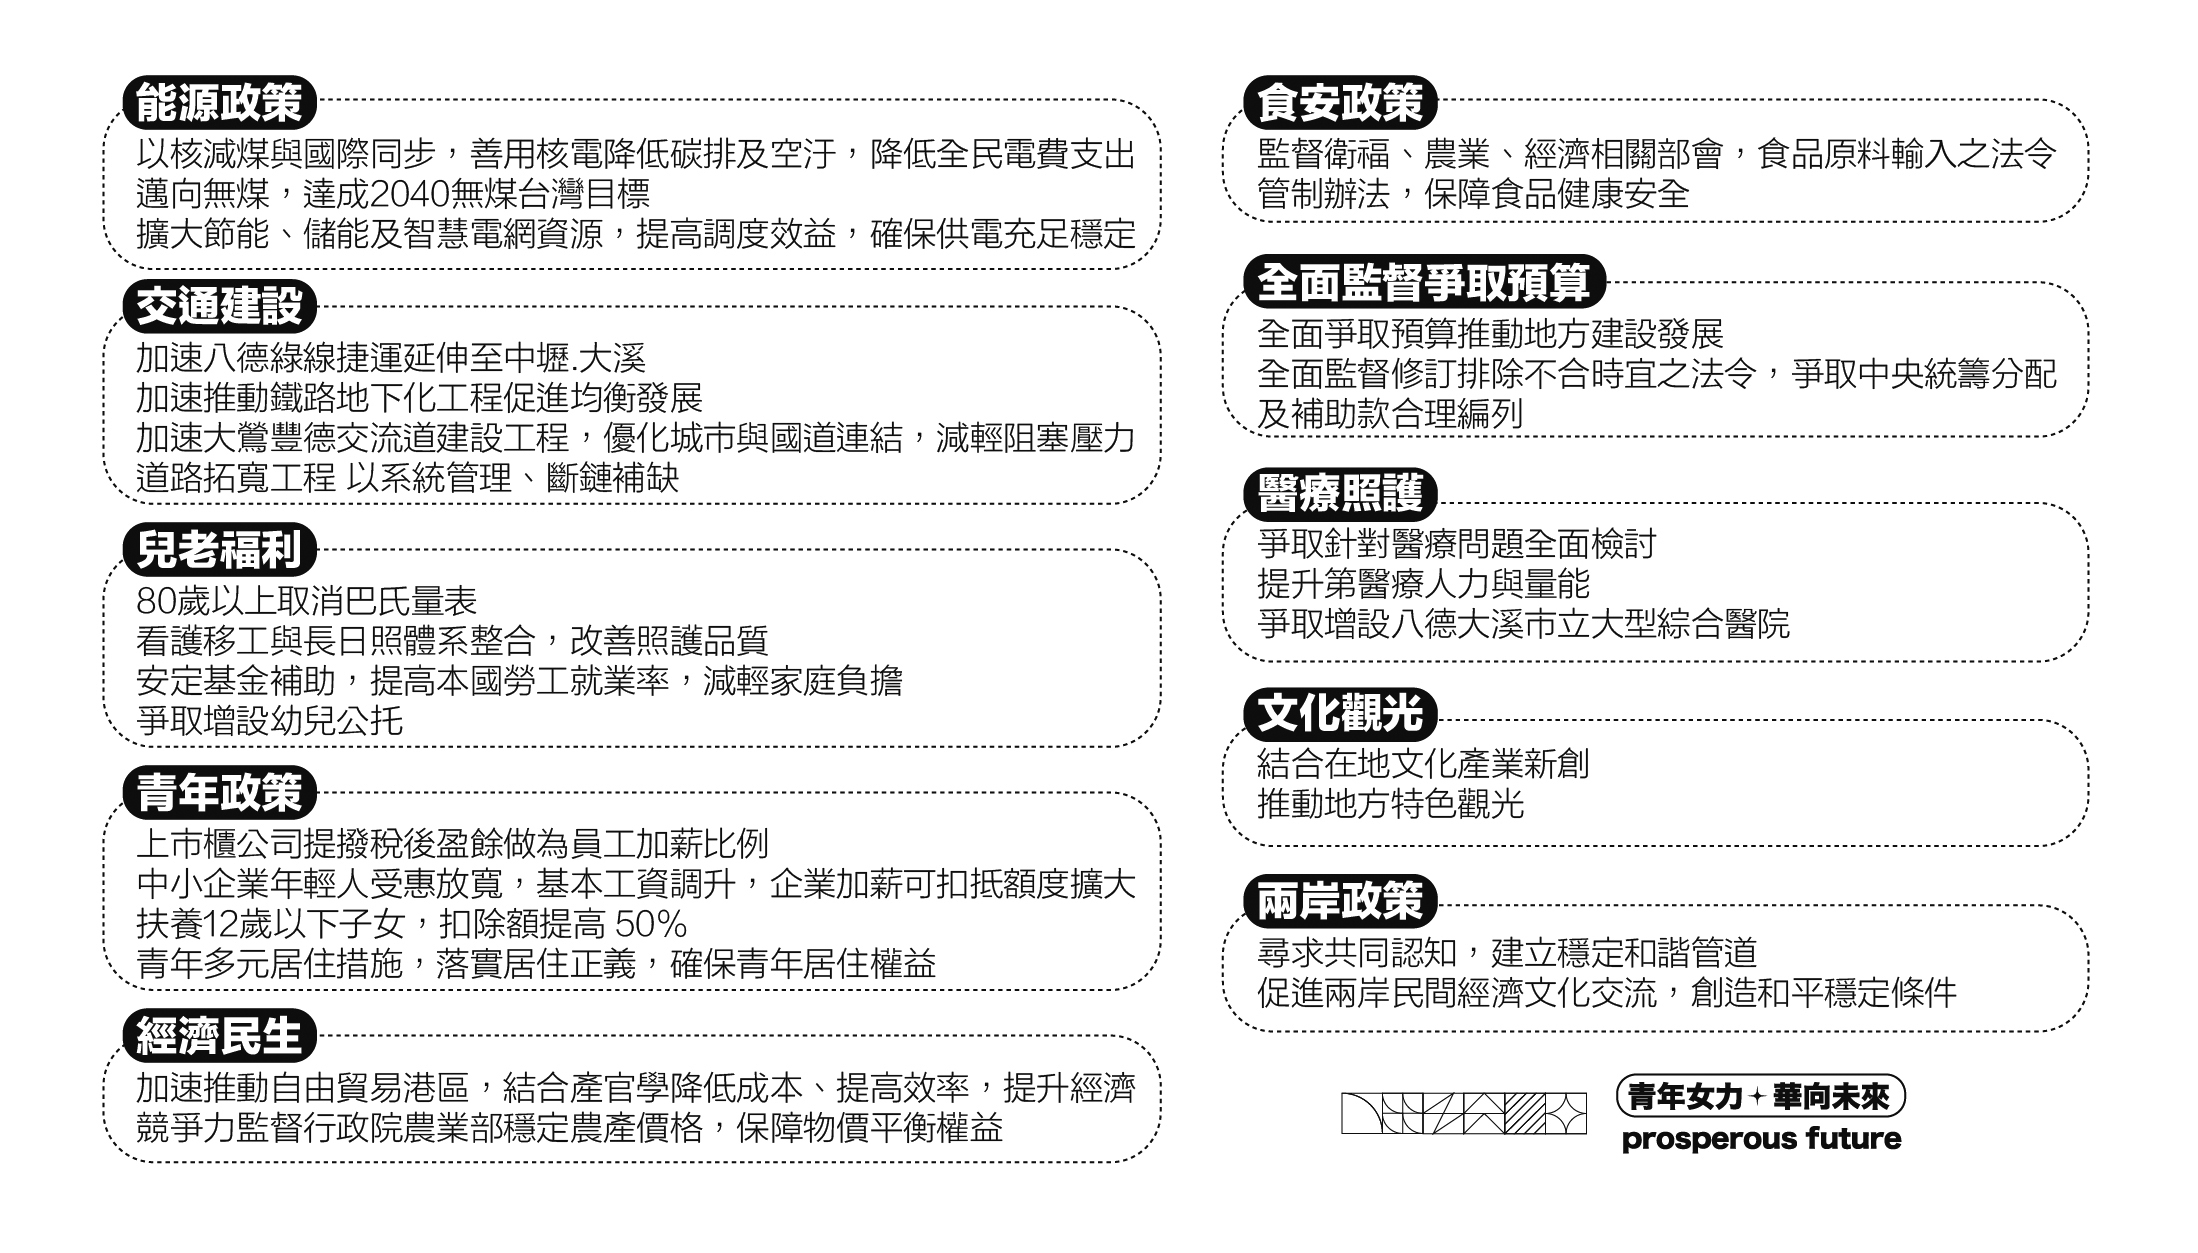 能源政策
以核減煤與國際同步，善用核電降低碳排及空汙，降低全民電費支出
邁向無煤，達成2040無煤台灣目標
擴大節能、儲能及智慧電網資源，提高調度效益，確保供電充足穩定
交通建設
加速八德綠線捷運延伸至中壢.大溪
加速推動鐵路地下化工程促進均衡發展
加速大鶯豐德交流道建設工程，優化城市與國道連結，減輕阻塞壓力
道路拓寬工程 以系統管理、斷鏈補缺
兒老福利
80歲以上取消巴氏量表
看護移工與長日照體系整合，改善照護品質
安定基金補助，提高本國勞工就業率，減輕家庭負擔
爭取增設幼兒公托
青年政策
上市櫃公司提撥稅後盈餘做為員工加薪比例
中小企業年輕人受惠放寬，基本工資調升，企業加薪可扣抵額度擴大
扶養12歲以下子女，扣除額提高 50%
青年多元居住措施，落實居住正義，確保青年居住權益
經濟民生
加速推動自由貿易港區，結合產官學降低成本、提高效率，提升經濟
競爭力監督行政院農業部穩定農產價格，保障物價平衡權益
食安政策
監督衛福、農業、經濟相關部會，食品原料輸入之法令
管制辦法，保障食品健康安全
全面監督爭取預算
全面爭取預算推動地方建設發展
全面監督修訂排除不合時宜之法令，爭取中央統籌分配
及補助款合理編列
醫療照護
爭取針對醫療問題全面檢討
提升第醫療人力與量能
爭取增設八德大溪市立大型綜合醫院
文化觀光
結合在地文化產業新創
推動地方特色觀光
兩岸政策
尋求共同認知，建立穩定和諧管道
促進兩岸民間經濟文化交流，創造和平穩定條件
青年女力✦華向未來
prosperous future